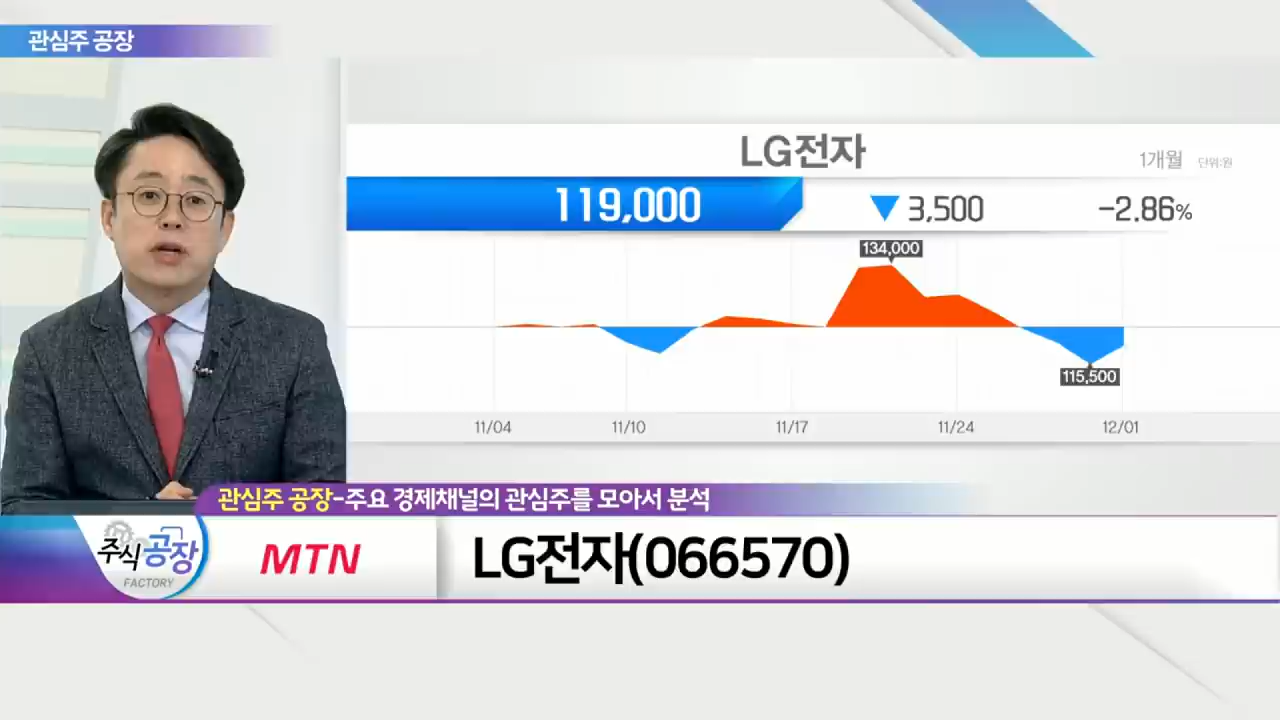 관심주 공장
LG전자
1개월 단위:원
119,000 ▼ 3,500 -2.86%
134,000
115,500
11/04 11/10 11/17 11/24 12/01
관심주 공장-주요 경제채널의 관심주를 모아서 분석
주식공장
FACTORY
MTN
LG전자(066570)